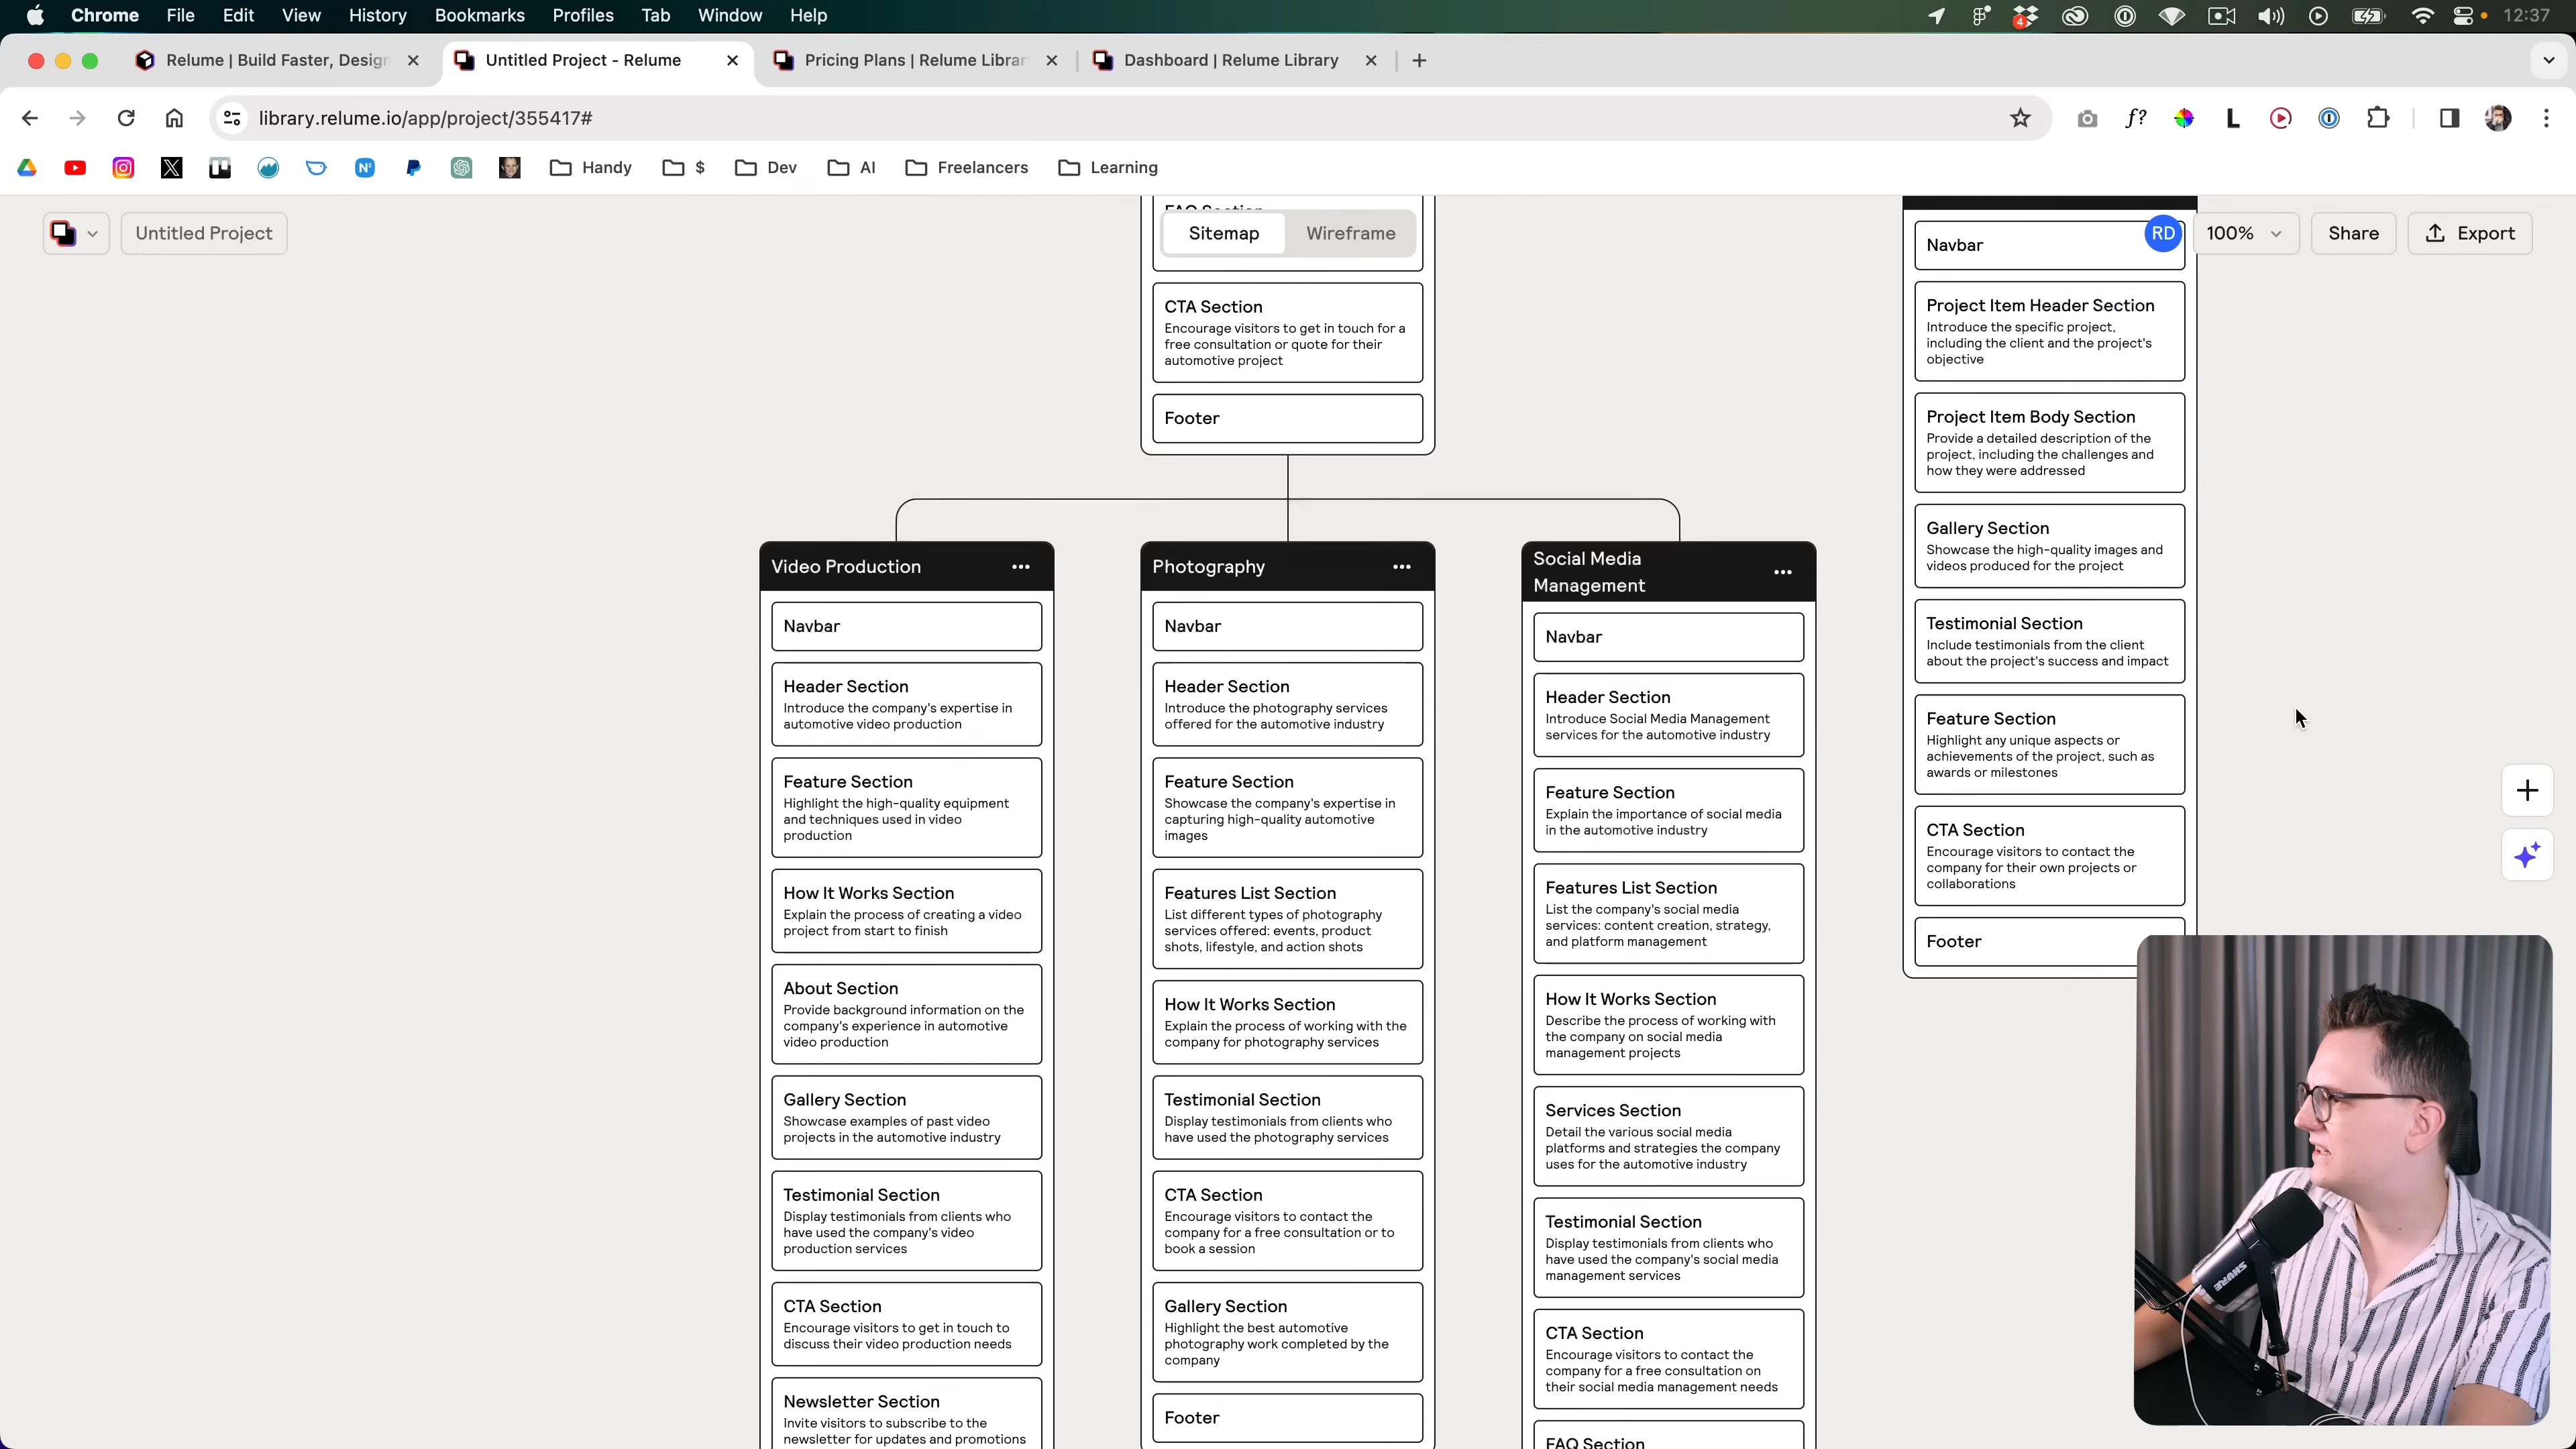 Chrome File Edit View History Bookmarks Profiles Tab Window Help
4
12:37
Relume | Build Faster, Design
Untitled Project - Relume
Pricing Plans | Relume Librar
Dashboard | Relume Library
library.relume.io/app/project/355417#
f?
L
Handy
$
Dev
AI
Freelancers
Learning
Untitled Project
FAQ Section
Sitemap
Wireframe
RD
100%
Share
Export
CTA Section
Encourage visitors to get in touch for a
free consultation or quote for their
automotive project
Footer
Video Production
Navbar
Header Section
Introduce the company's expertise in
automotive video production
Feature Section
Highlight the high-quality equipment
and techniques used in video
production
How It Works Section
Explain the process of creating a video
project from start to finish
About Section
Provide background information on the
company's experience in automotive
video production
Gallery Section
Showcase examples of past video
projects in the automotive industry
Testimonial Section
Display testimonials from clients who
have used the company's video
production services
CTA Section
Encourage visitors to get in touch to
discuss their video production needs
Newsletter Section
Invite visitors to subscribe to the
newsletter for updates and promotions
Photography
Navbar
Header Section
Introduce the photography services
offered for the automotive industry
Feature Section
Showcase the company's expertise in
capturing high-quality automotive
images
Features List Section
List different types of photography
services offered: events, product
shots, lifestyle, and action shots
How It Works Section
Explain the process of working with the
company for photography services
Testimonial Section
Display testimonials from clients who
have used the photography services
CTA Section
Encourage visitors to contact the
company for a free consultation or to
book a session
Gallery Section
Highlight the best automotive
photography work completed by the
company
Footer
Social Media
Management
Navbar
Header Section
Introduce Social Media Management
services for the automotive industry
Feature Section
Explain the importance of social media
in the automotive industry
Features List Section
List the company's social media
services: content creation, strategy,
and platform management
How It Works Section
Describe the process of working with
the company on social media
management projects
Services Section
Detail the various social media
platforms and strategies the company
uses for the automotive industry
Testimonial Section
Display testimonials from clients who
have used the company's social media
management services
CTA Section
Encourage visitors to contact the
company for a free consultation on
their social media management needs
FAQ Section
Navbar
Project Item Header Section
Introduce the specific project,
including the client and the project's
objective
Project Item Body Section
Provide a detailed description of the
project, including the challenges and
how they were addressed
Gallery Section
Showcase the high-quality images and
videos produced for the project
Testimonial Section
Include testimonials from the client
about the project's success and impact
Feature Section
Highlight any unique aspects or
achievements of the project, such as
awards or milestones
CTA Section
Encourage visitors to contact the
company for their own projects or
collaborations
Footer
SHURE